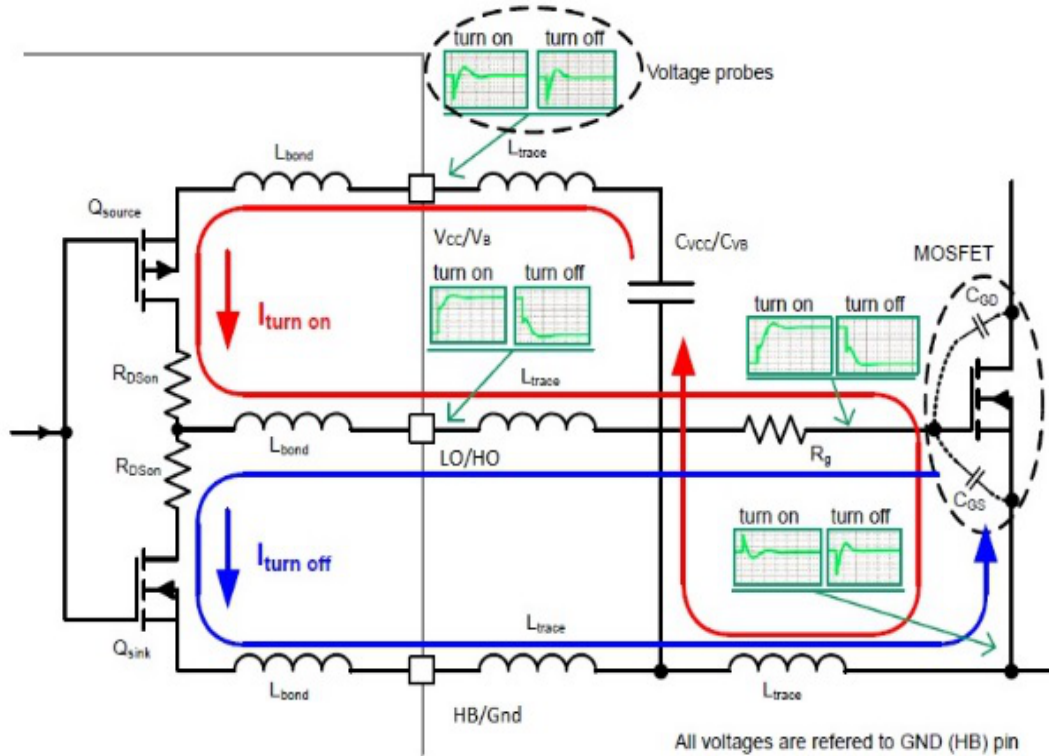 turn on
turn off
Voltage probes
Lbond
Ltrace
Qsource
VCC/VB
CVCC/CVB
MOSFET
turn on
turn off
CGD
Iturn on
turn on
turn off
RDSon
Ltrace
Lbond
LO/HO
Rg
RDSon
CGS
turn on
turn off
Iturn off
Ltrace
Qsink
Lbond
HB/Gnd
Ltrace
All voltages are refered to GND (HB) pin